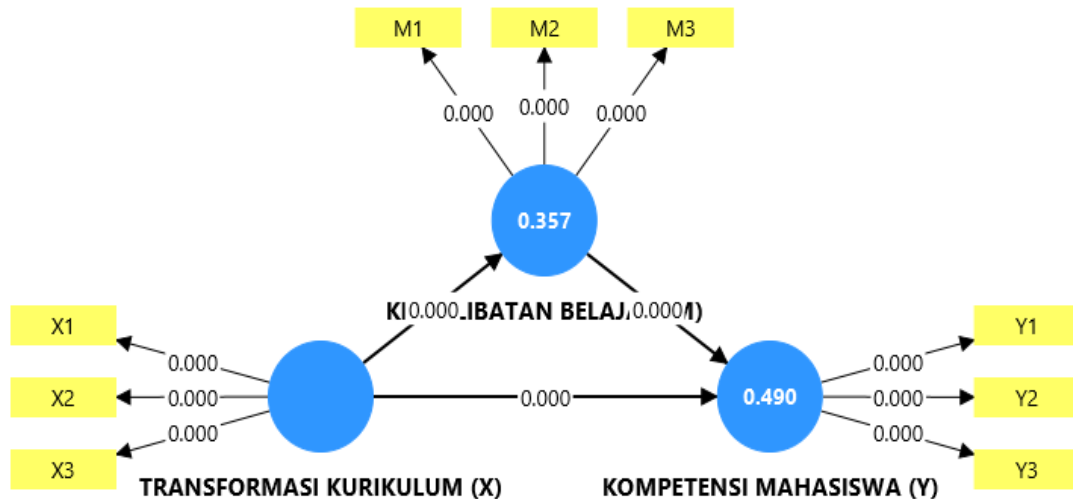 M1 M2 M3
0.000 0.000 0.000
0.357
0.000 BELAJ 0.000
X1 Y1
0.000 0.000
X2 0.000 0.000 0.490 0.000 Y2
0.000 0.000
X3 Y3
TRANSFORMASI KURIKULUM (X) KOMPETENSI MAHASISWA (Y)